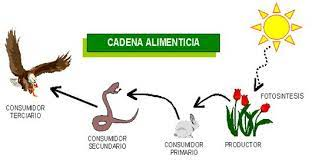 CADENA ALIMENTICIA
FOTOSINTESIS
CONSUMIDOR
TERCIARIO
CONSUMIDOR
SECUNDARIO
CONSUMIDOR
PRIMARIO
PRODUCTOR